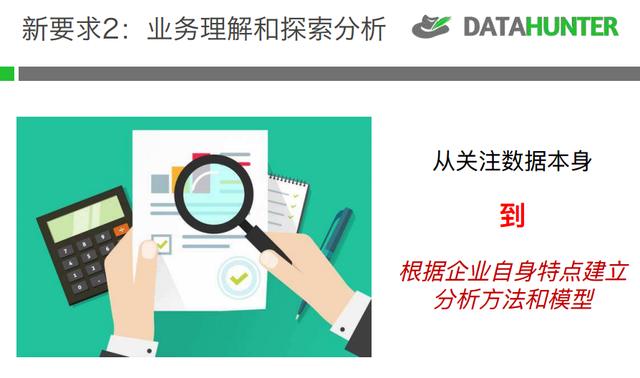 新要求2：业务理解和探索分析
DATAHUNTER
从关注数据本身
到
根据企业自身特点建立
分析方法和模型